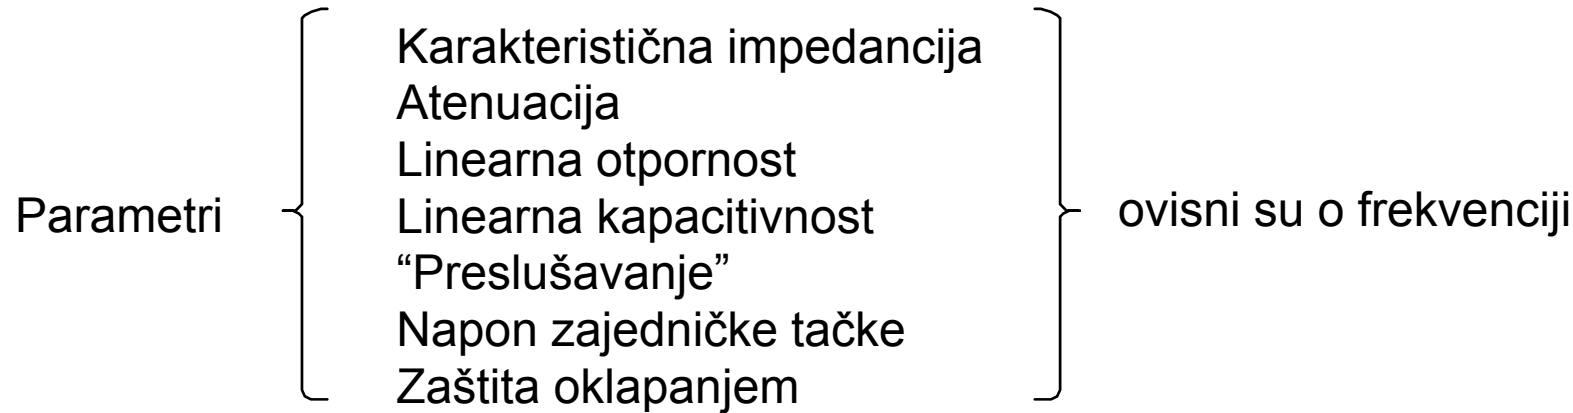 Parametri
Karakteristična impedancija
Atenuacija
Linearna otpornost
Linearna kapacitivnost
“Preslušavanje”
Napon zajedničke tačke
Zaštita oklapanjem
ovisni su o frekvenciji